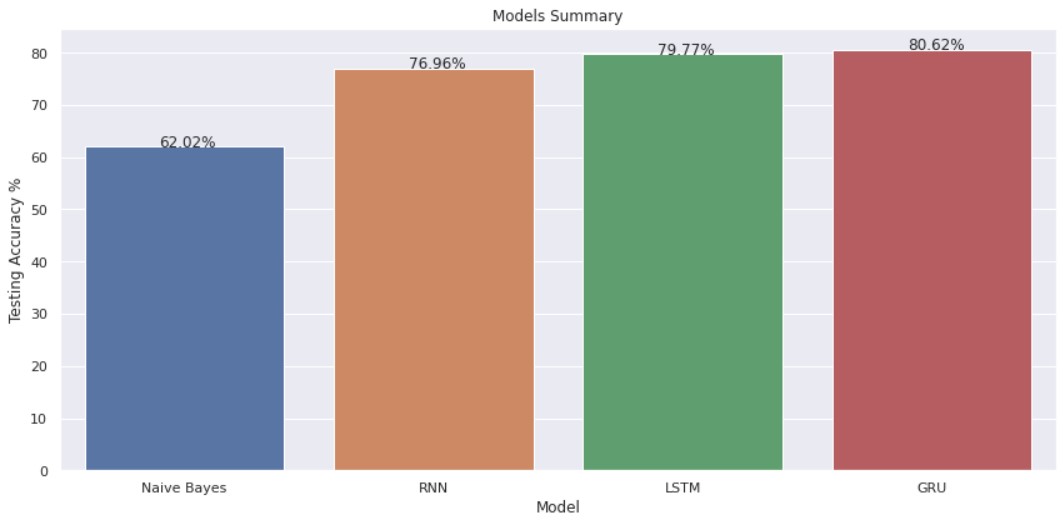 Models Summary
Testing Accuracy %
80
70
60
50
40
30
20
10
0
62.02%
76.96%
79.77%
80.62%
Naive Bayes
RNN
LSTM
GRU
Model